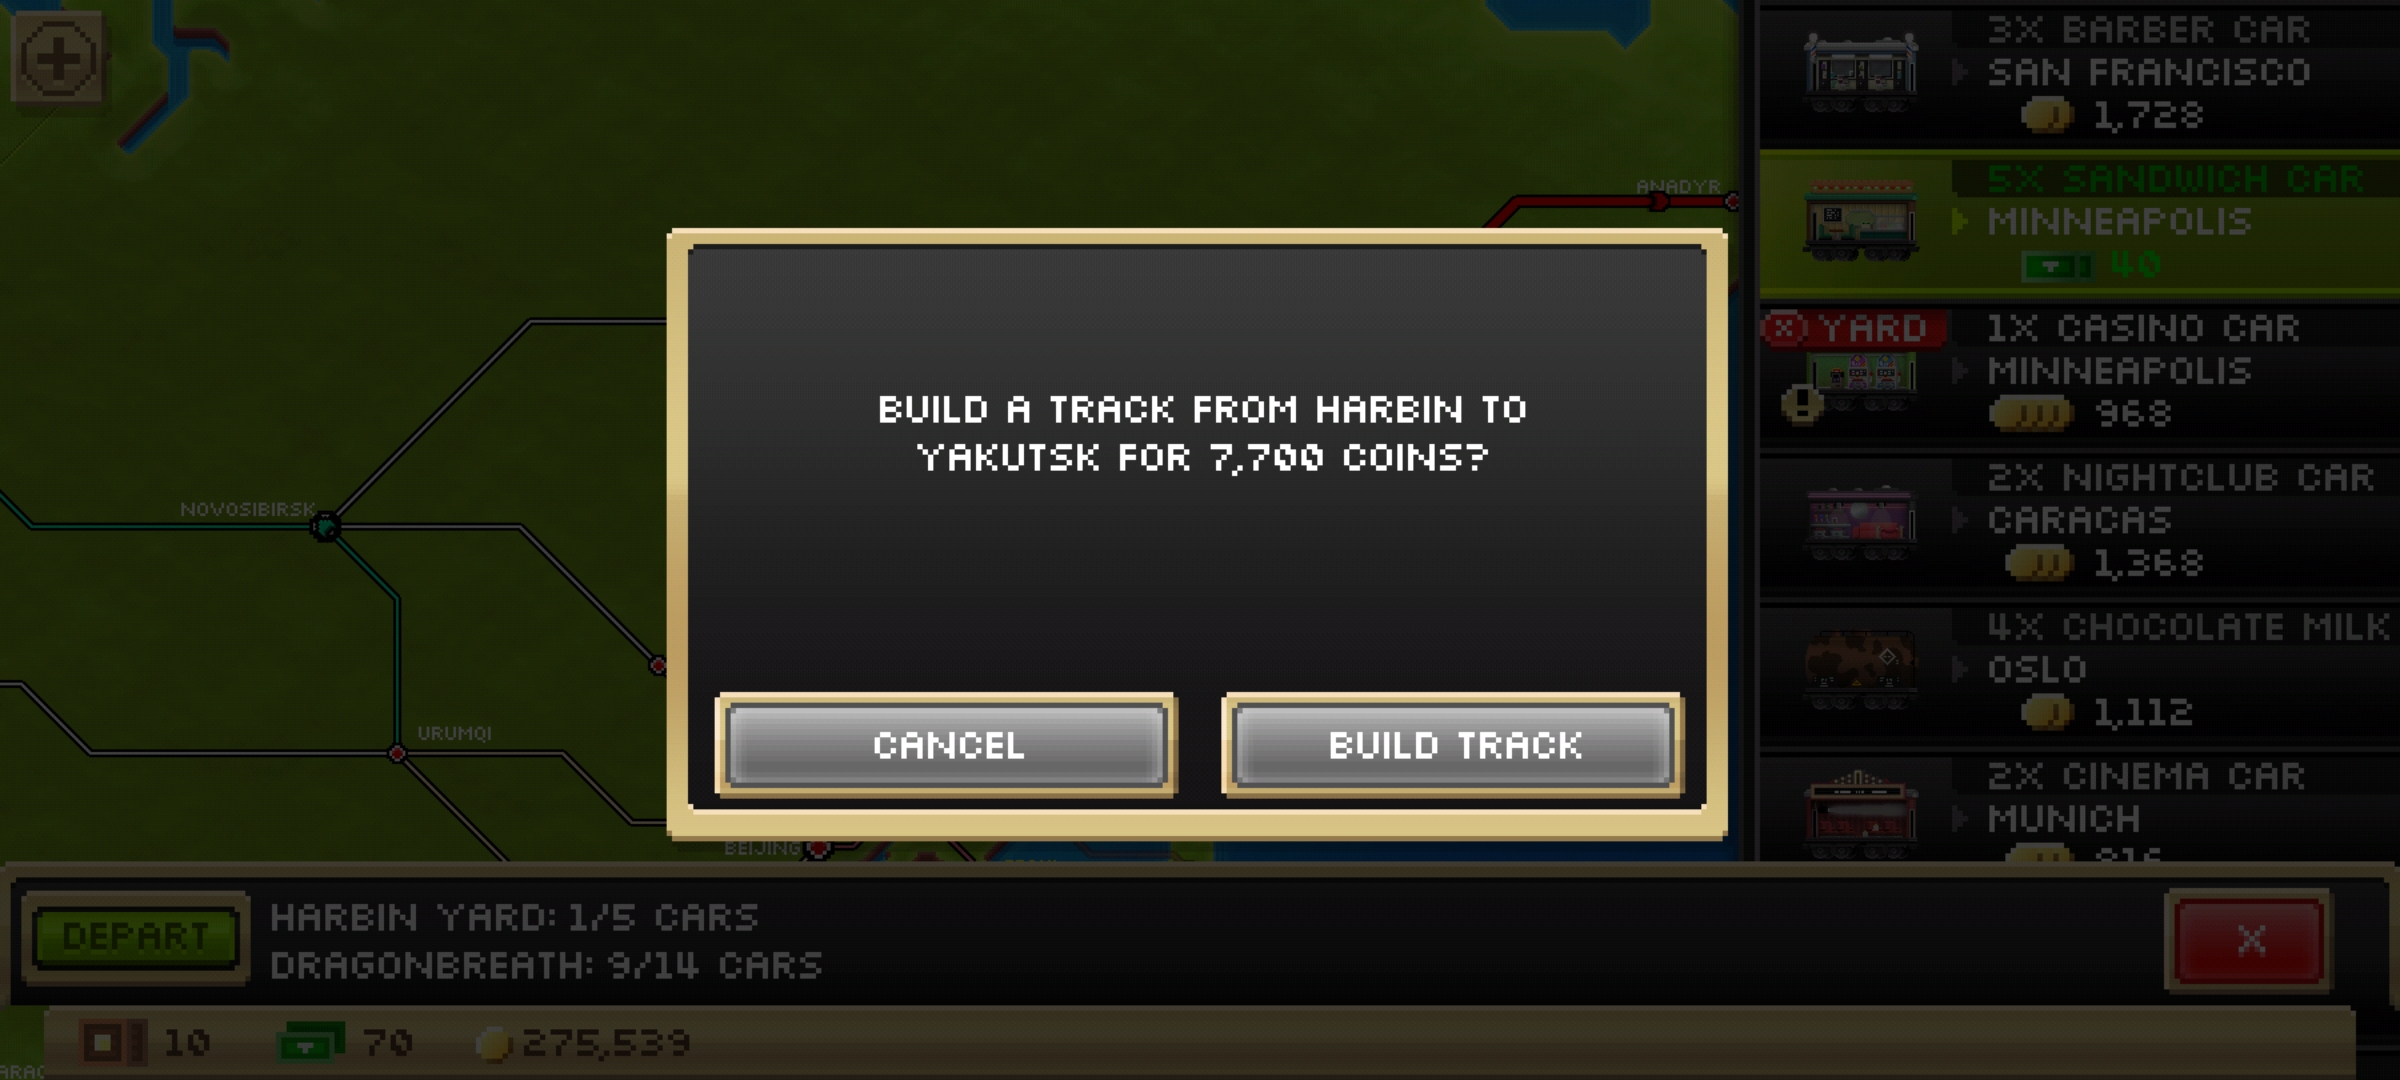 3X BARBER CAR
SAN FRANCISCO
1,728
ANADYR
5X SANDWICH CAR
MINNEAPOLIS
40
YARD
1X CASINO CAR
MINNEAPOLIS
968
BUILD A TRACK FROM HARBIN TO
YAKUTSK FOR 7,700 COINS?
2X NIGHTCLUB CAR
CARACAS
1,368
NOVOSIBIRSK
4X CHOCOLATE MILK
OSLO
1,112
URUMQI
CANCEL
BUILD TRACK
2X CINEMA CAR
MUNICH
BEIJING
DEPART
HARBIN YARD: 1/5 CARS
DRAGONBREATH: 9/14 CARS
X
10
70
275,539